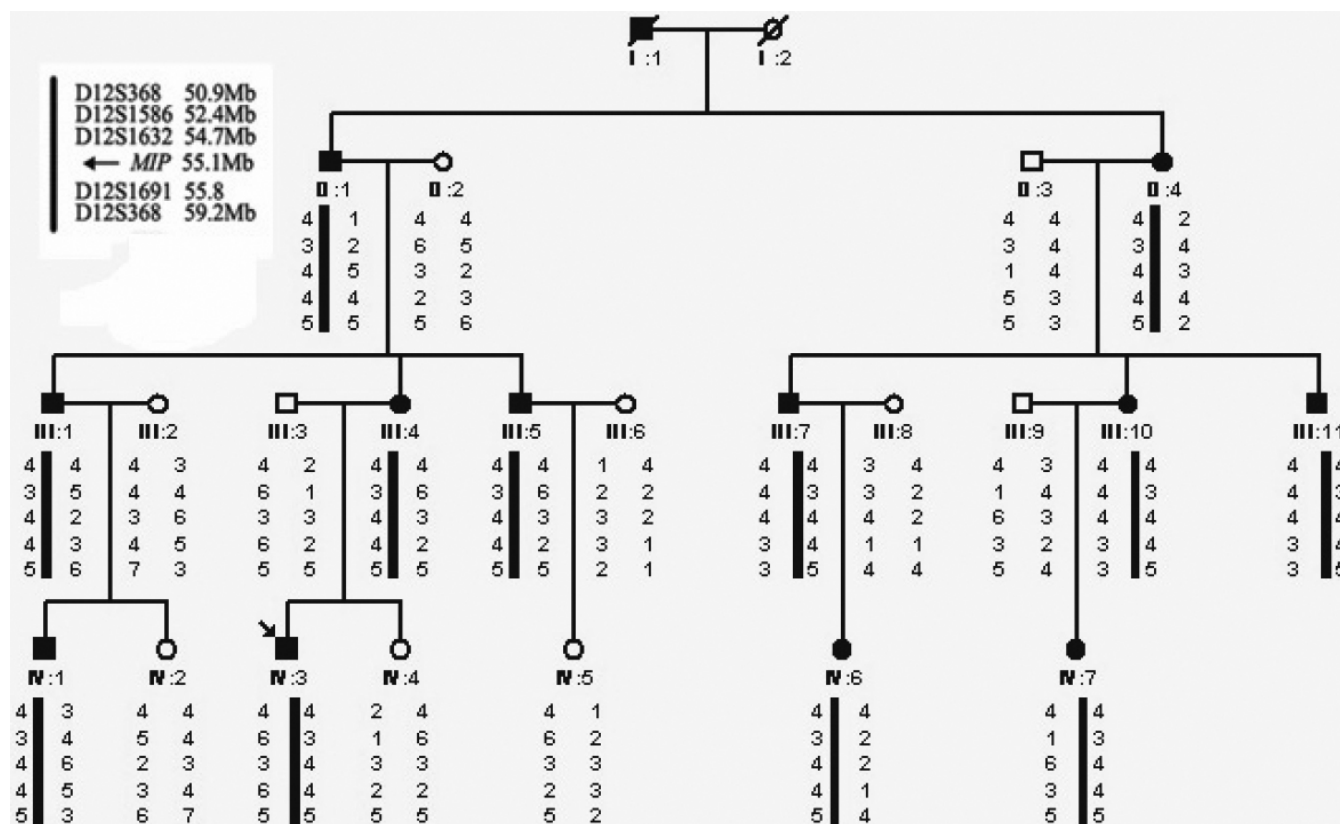 I :1 I :2
D12S368 50.9Mb
D12S1586 52.4Mb
D12S1632 54.7Mb
MIP 55.1Mb
D12S1691 55.8
D12S368 59.2Mb
II :1 II :2 II :3 II :4
4 1 4 4 4 4 4 2
3 2 6 5 3 4 3 4
4 5 3 2 1 4 4 3
4 4 2 3 5 3 4 4
5 5 5 6 5 3 5 2
III:1 III:2 III:3 III:4 III:5 III:6 III:7 III:8 III:9 III:10 III:11
4 4 4 3 4 2 4 4 4 4 1 4 4 4 3 4 4 3 4 4 4 4
3 5 4 4 6 1 3 6 3 6 2 2 4 3 3 2 1 4 4 3 4 3
4 2 3 6 3 3 4 3 4 3 3 2 4 4 4 2 6 3 4 4 4 4
4 3 4 5 6 2 4 2 4 2 3 1 3 4 1 1 3 2 3 4 3 4
5 6 7 3 5 5 5 5 5 5 2 1 3 5 4 4 5 4 3 5 3 5
IV:1 IV:2 IV:3 IV:4 IV:5 IV:6 IV:7
4 3 4 4 4 4 2 4 4 1 4 4 4 4
3 4 5 4 6 3 1 6 6 2 3 2 1 3
4 6 2 3 3 4 3 3 3 3 4 2 6 4
4 5 3 4 6 4 2 2 2 3 4 1 3 4
5 3 6 7 5 5 5 5 5 2 5 4 5 5